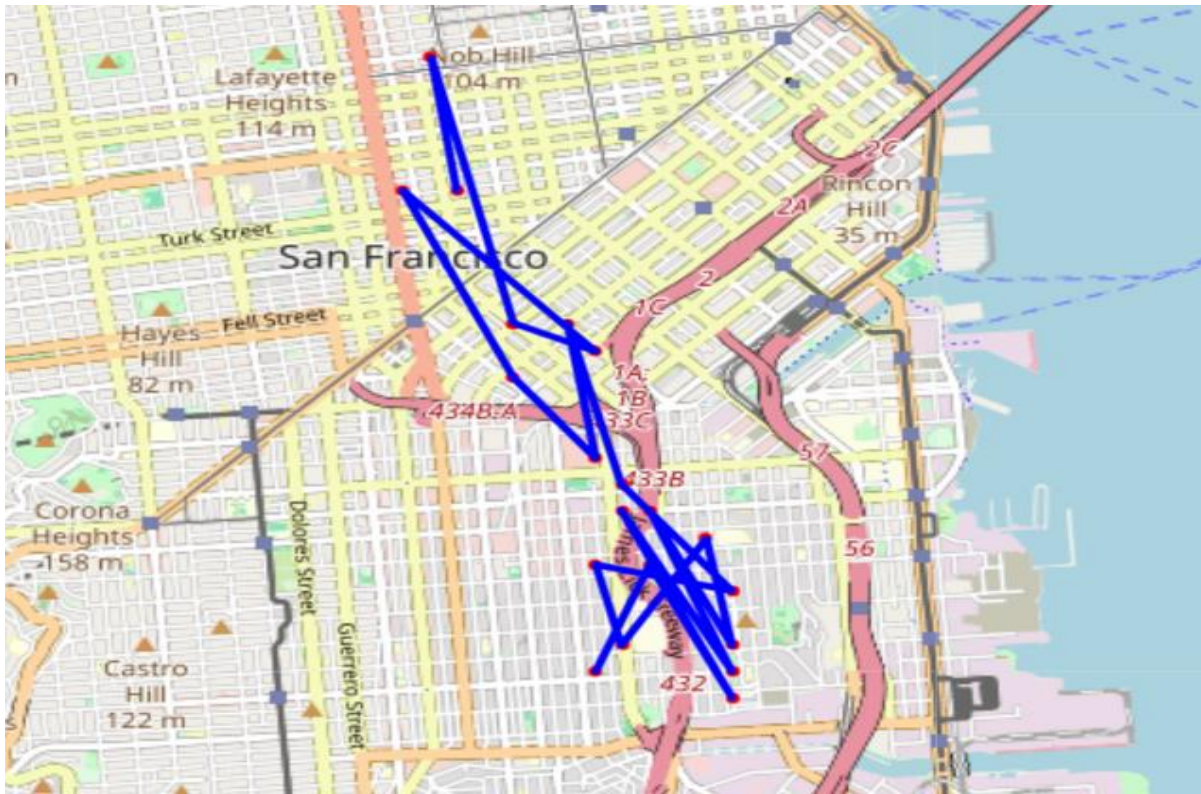 Nob Hill
104 m
Lafayette
Heights
114 m
2C
Rincon
Hill
35 m
2A
Turk Street
San Francisco
2
1C
Fell Street
Hayes
Hill
82 m
1A;
1B
434B-A
33C
57
433B
Corona
Heights
158 m
Dolores Street
56
Guerrero Street
Castro
Hill
122 m
432